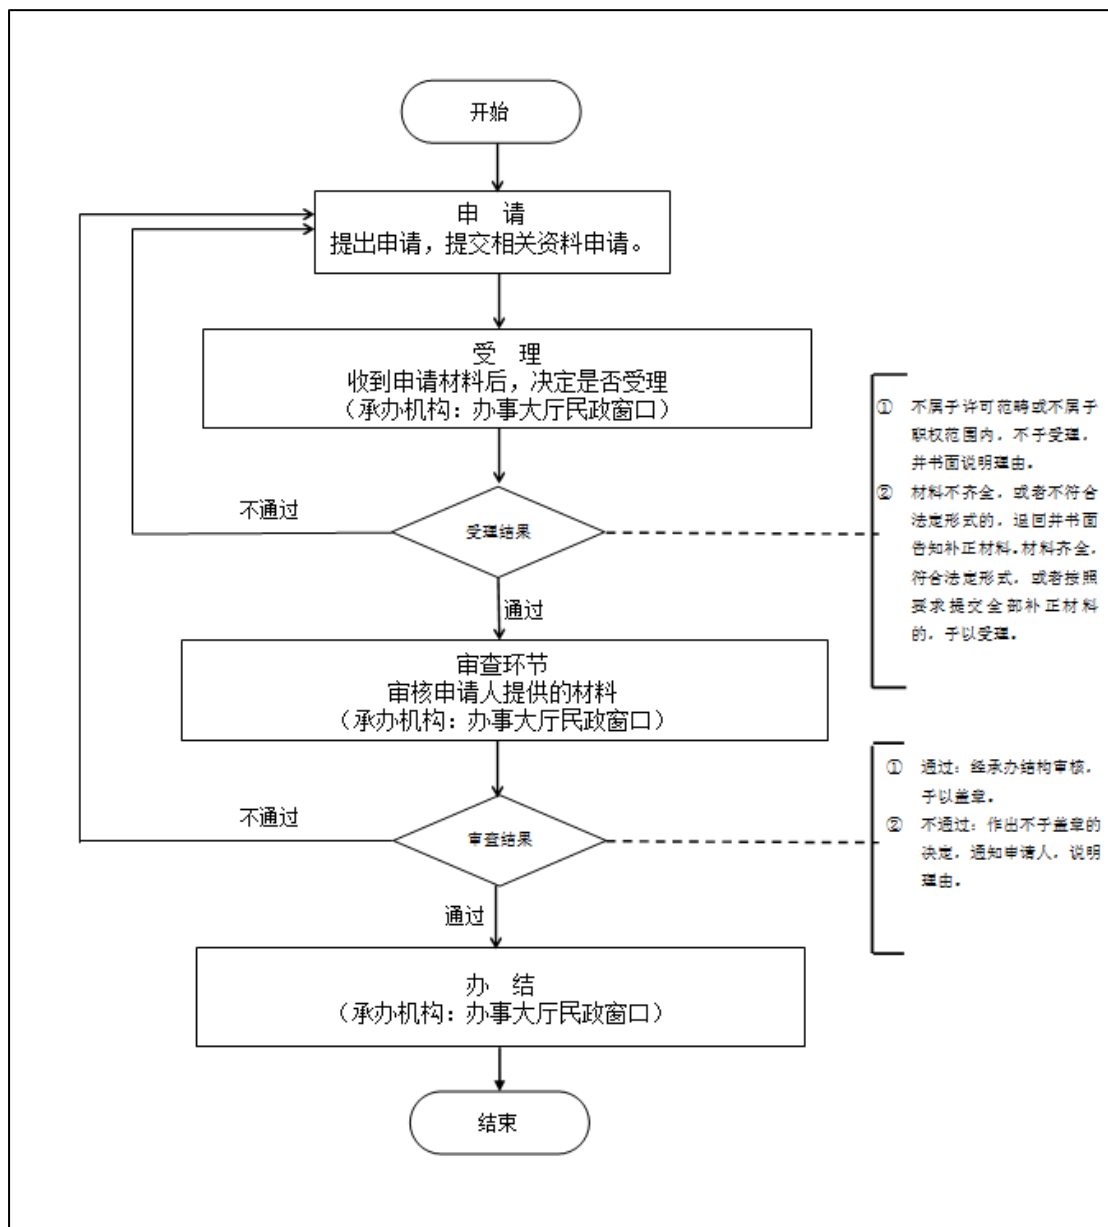 开始
申 请
提出申请，提交相关资料申请。
受 理
收到申请材料后，决定是否受理
（承办机构：办事大厅民政窗口）
不通过
受理结果
通过
① 不属于许可范畴或不属于
职权范围内，不予受理，
并书面说明理由。
② 材料不齐全，或者不符合
法定形式的，退回并书面
告知补正材料。材料齐全，
符合法定形式，或者按照
要求提交全部补正材料
的，予以受理。
审查环节
审核申请人提供的材料
（承办机构：办事大厅民政窗口）
不通过
审查结果
通过
① 通过：经承办结构审核，
予以盖章。
② 不通过：作出不予盖章的
决定，通知申请人，说明
理由。
办 结
（承办机构：办事大厅民政窗口）
结束